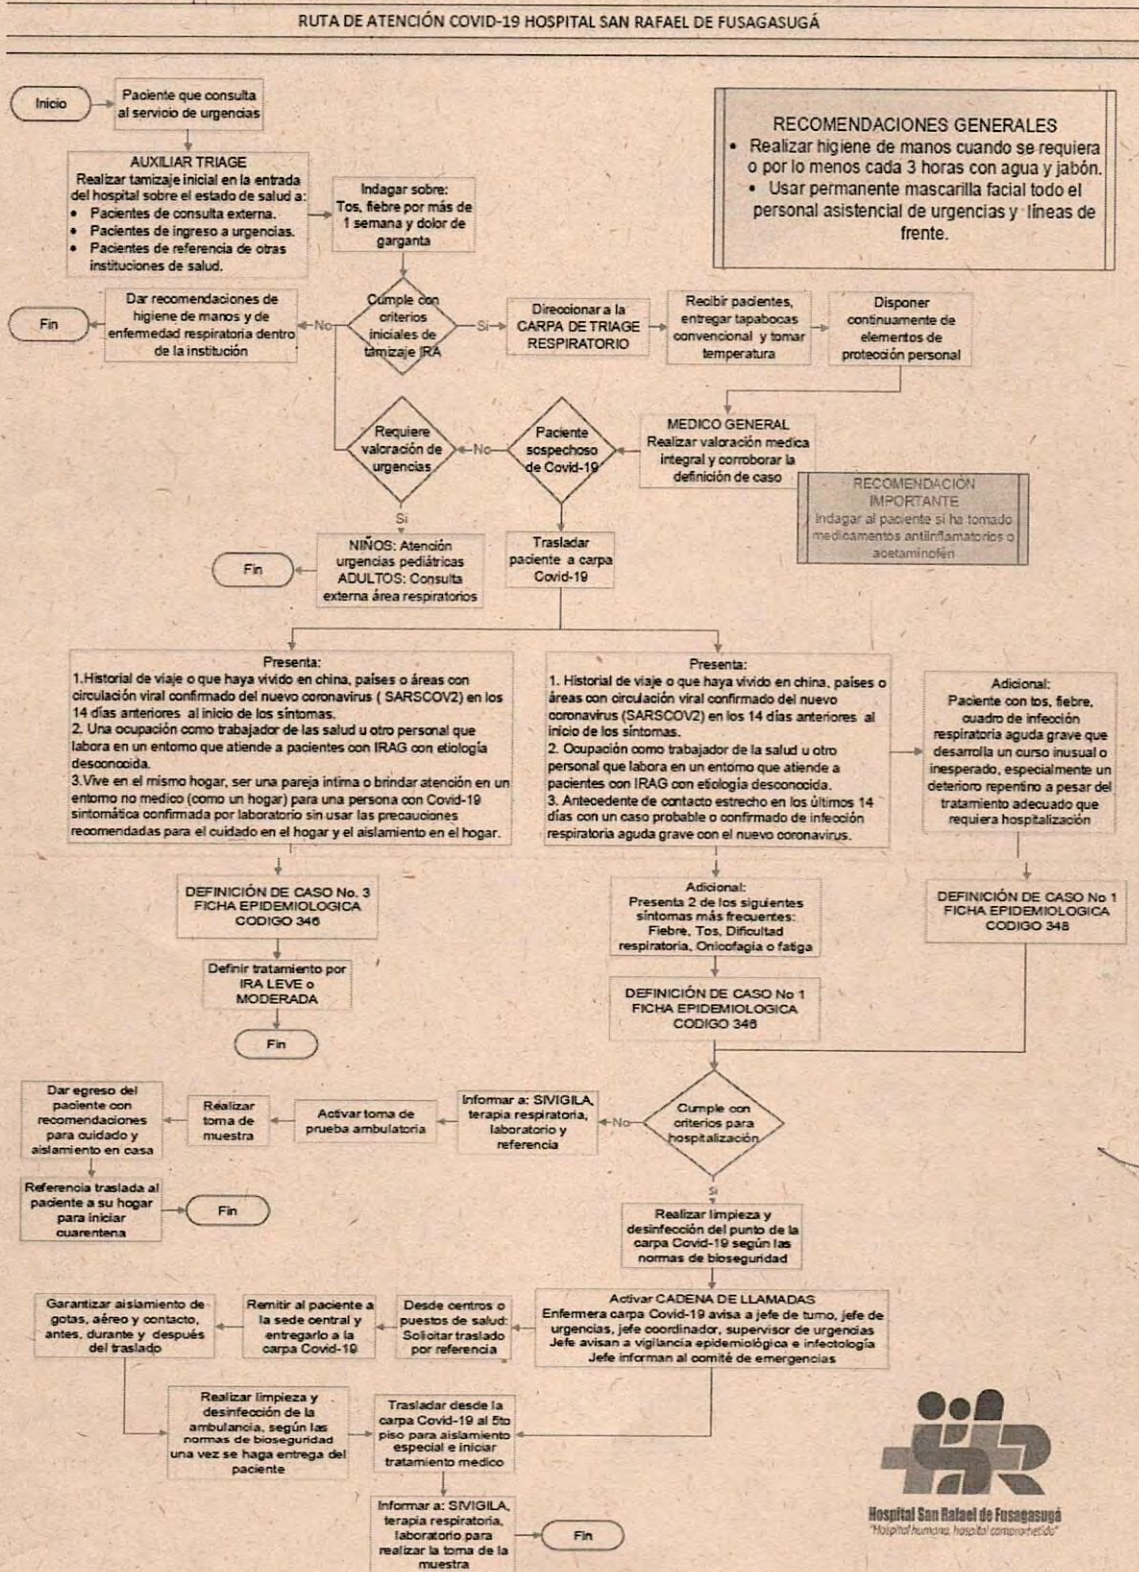 RUTA DE ATENCIÓN COVID-19 HOSPITAL SAN RAFAEL DE FUSAGASUGÁ
Inicio
Paciente que consulta
al servicio de urgencias
RECOMENDACIONES GENERALES
• Realizar higiene de manos cuando se requiera
o por lo menos cada 3 horas con agua y jabón.
• Usar permanente mascarilla facial todo el
personal asistencial de urgencias y líneas de
frente.
AUXILIAR TRIAGE
Realizar tamizaje inicial en la entrada
del hospital sobre el estado de salud a:
• Pacientes de consulta externa.
• Pacientes de ingreso a urgencias.
• Pacientes de referencia de otras
instituciones de salud.
Indagar sobre:
Tos, fiebre por más de
1 semana y dolor de
garganta
Fin
Dar recomendaciones de
higiene de manos y de
enfermedad respiratoria dentro
de la institución
No
Cumple con
criterios
iniciales de
tamizaje IRA
Si
Direccionar a la
CARPA DE TRIAGE
RESPIRATORIO
Recibir pacientes,
entregar tapabocas
convencional y tomar
temperatura
Disponer
continuamente de
elementos de
protección personal
Requiere
valoración de
urgencias
No
Paciente
sospechoso
de Covid-19
MEDICO GENERAL
Realizar valoración medica
integral y corroborar la
definición de caso
RECOMENDACIÓN
IMPORTANTE
Indagar al paciente si ha tomado
medicamentos antiinflamatorios o
acetaminofén
Si
Fin
NIÑOS: Atención
urgencias pediátricas
ADULTOS: Consulta
externa área respiratorios
Trasladar
paciente a carpa
Covid-19
Presenta:
1.Historial de viaje o que haya vivido en china, países o áreas con
circulación viral confirmado del nuevo coronavirus ( SARSCOV2) en los
14 días anteriores al inicio de los síntomas.
2. Una ocupación como trabajador de las salud u otro personal que
labora en un entorno que atiende a pacientes con IRAG con etiología
desconocida.
3.Vive en el mismo hogar, ser una pareja intima o brindar atención en un
entorno no medico (como un hogar) para una persona con Covid-19
sintomática confirmada por laboratorio sin usar las precauciones
recomendadas para el cuidado en el hogar y el aislamiento en el hogar.
Presenta:
1. Historial de viaje o que haya vivido en china, países o
áreas con circulación viral confirmado del nuevo
coronavirus (SARSCOV2) en los 14 días anteriores al
inicio de los síntomas.
2. Ocupación como trabajador de la salud u otro
personal que labora en un entorno que atiende a
pacientes con IRAG con etiología desconocida.
3. Antecedente de contacto estrecho en los últimos 14
días con un caso probable o confirmado de infección
respiratoria aguda grave con el nuevo coronavirus.
Adicional:
Paciente con tos, fiebre,
cuadro de infección
respiratoria aguda grave que
desarrolla un curso inusual o
inesperado, especialmente un
deterioro repentino a pesar del
tratamiento adecuado que
requiera hospitalización
DEFINICIÓN DE CASO No. 3
FICHA EPIDEMIOLOGICA
CODIGO 346
Adicional:
Presenta 2 de los siguientes
síntomas más frecuentes:
Fiebre, Tos, Dificultad
respiratoria, Onicofagia o fatiga
DEFINICIÓN DE CASO No 1
FICHA EPIDEMIOLOGICA
CODIGO 348
Definir tratamiento por
IRA LEVE o
MODERADA
DEFINICIÓN DE CASO No 1
FICHA EPIDEMIOLOGICA
CODIGO 346
Fin
Dar egreso del
paciente con
recomendaciones
para cuidado y
aislamiento en casa
Realizar
toma de
muestra
Activar toma de
prueba ambulatoria
Informar a: SIVIGILA,
terapia respiratoria,
laboratorio y
referencia
No
Cumple con
criterios para
hospitalización
Referencia traslada al
paciente a su hogar
para iniciar
cuarentena
Fin
Si
Realizar limpieza y
desinfección del punto de la
carpa Covid-19 según las
normas de bioseguridad
Garantizar aislamiento de
gotas, aéreo y contacto,
antes, durante y después
del traslado
Remitir al paciente a
la sede central y
entregarlo a la
carpa Covid-19
Desde centros o
puestos de salud:
Solicitar traslado
por referencia
Activar CADENA DE LLAMADAS
Enfermera carpa Covid-19 avisa a jefe de turno, jefe de
urgencias, jefe coordinador, supervisor de urgencias
Jefe avisan a vigilancia epidemiológica e infectología
Jefe informan al comité de emergencias
Realizar limpieza y
desinfección de la
ambulancia, según las
normas de bioseguridad
una vez se haga entrega del
paciente
Trasladar desde la
carpa Covid-19 al 5to
piso para aislamiento
especial e iniciar
tratamiento medico
Informar a: SIVIGILA,
terapia respiratoria,
laboratorio para
realizar la toma de la
muestra
Fin
Hospital San Rafael de Fusagasugá
"Hospital humano, hospital comprometido"